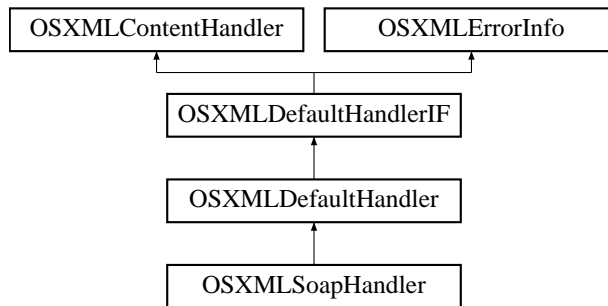 OSXMLContentHandler
OSXMLErrorInfo
OSXMLDefaultHandlerIF
OSXMLDefaultHandler
OSXMLSoapHandler